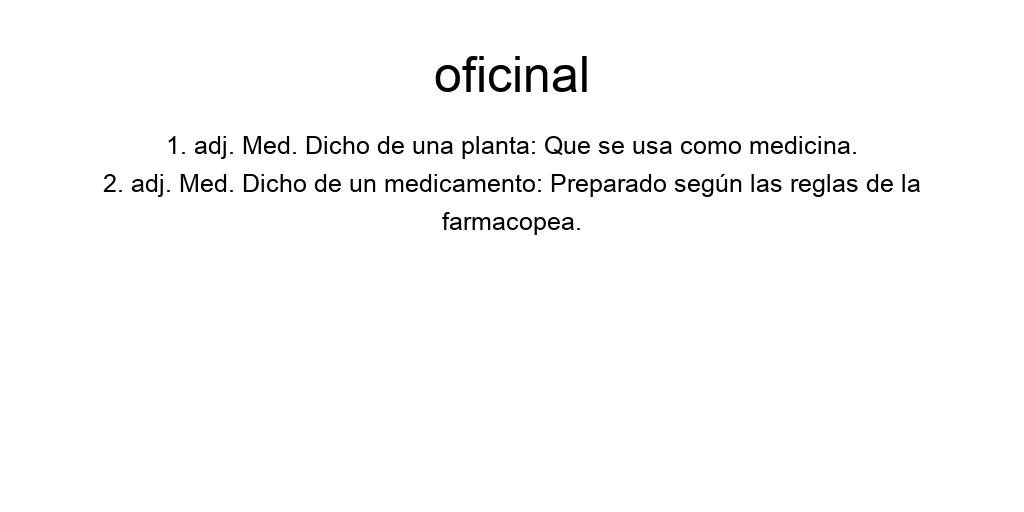 oficinal
1. adj. Med. Dicho de una planta: Que se usa como medicina.
2. adj. Med. Dicho de un medicamento: Preparado según las reglas de la
farmacopea.